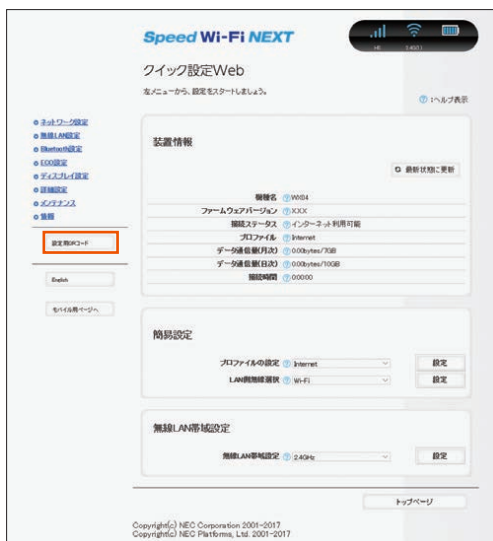 Speed Wi-Fi NEXT
クイック設定Web
左メニューから、設定をスタートしましょう。
?:ヘルプ表示
ネットワーク設定
無線LAN設定
Bluetooth設定
ECO設定
ディスプレイ設定
詳細設定
メンテナンス
情報
設定用QRコード
English
モバイル用ページへ
装置情報
最新状態に更新
機種名 ? WX04
ファームウェアバージョン ? XXX
接続ステータス ? インターネット利用可能
プロファイル ? Internet
データ通信量(月次) ? 0.00bytes/7GB
データ通信量(日次) ? 0.00bytes/10GB
接続時間 ? 00:00:00
簡易設定
プロファイルの設定 ? Internet 設定
LAN側無線選択 ? Wi-Fi 設定
無線LAN帯域設定
無線LAN帯域設定 ? 2.4GHz 設定
トップページ
Copyright(c) NEC Corporation 2001-2017
Copyright(c) NEC Platforms, Ltd. 2001-2017